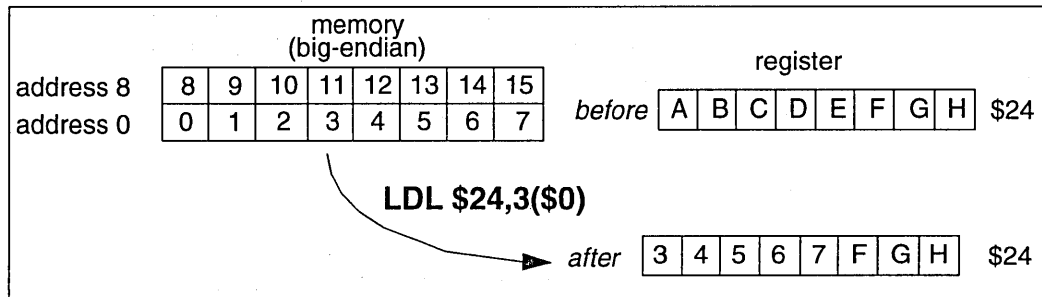 memory
(big-endian)
register
address 8 8 9 10 11 12 13 14 15
address 0 0 1 2 3 4 5 6 7
before A B C D E F G H $24
LDL $24,3($0)
after 3 4 5 6 7 F G H $24